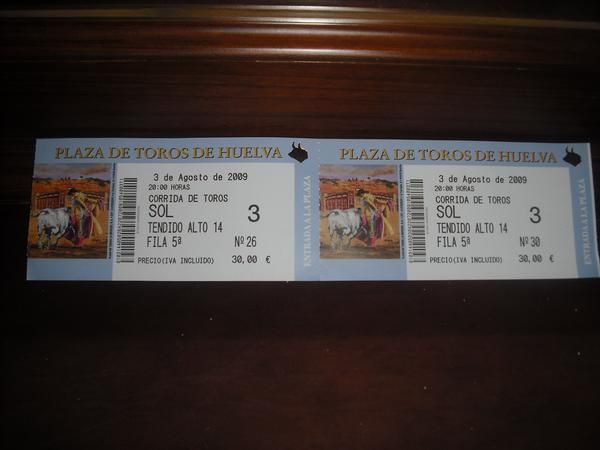 PLAZA DE TOROS DE HUELVA
3 de Agosto de 2009
20:00 HORAS
CORRIDA DE TOROS
SOL 3
TENDIDO ALTO 14
FILA 5ª Nº 26
PRECIO(IVA INCLUIDO) 30,00 €
ENTRADA A LA PLAZA
PLAZA DE TOROS DE HUELVA
3 de Agosto de 2009
20:00 HORAS
CORRIDA DE TOROS
SOL 3
TENDIDO ALTO 14
FILA 5ª Nº 30
PRECIO(IVA INCLUIDO) 30,00 €
ENTRADA A LA PLAZA